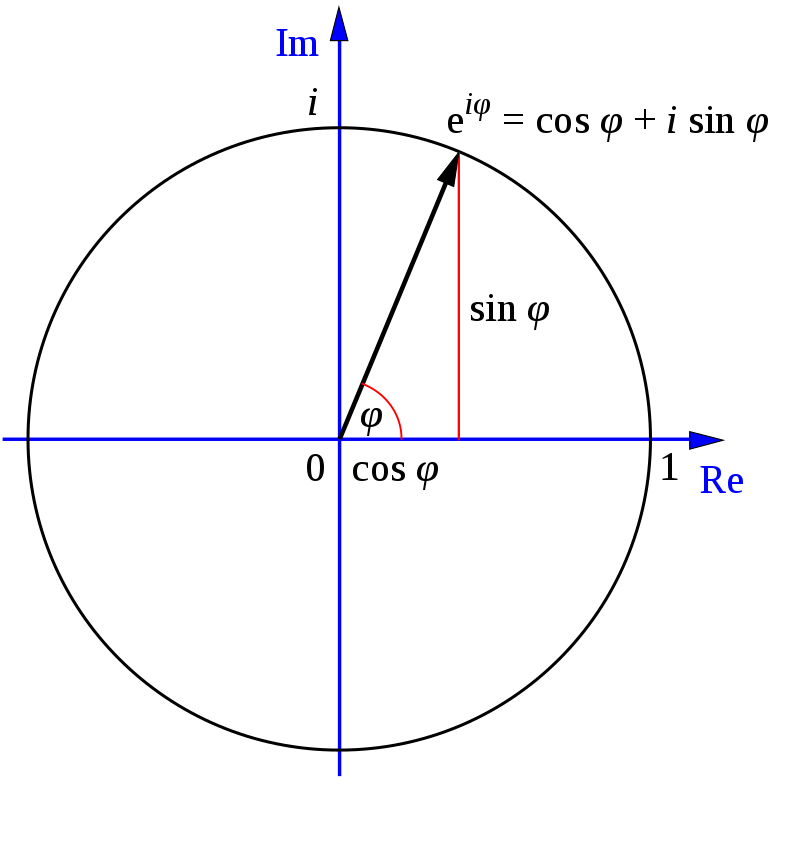 Im
i
e^{iφ} = cos φ + i sin φ
sin φ
φ
0 cos φ 1
Re